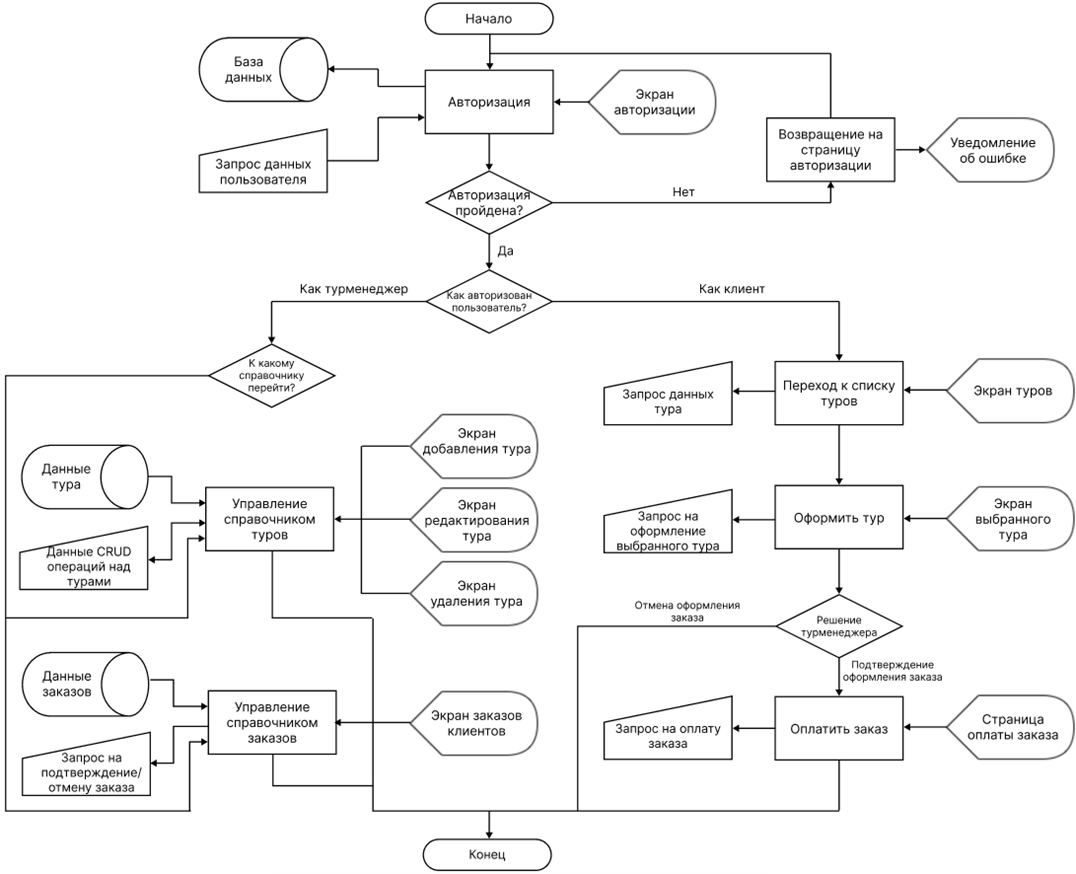 Начало
База
данных
Экран
авторизации
Авторизация
Возвращение на
страницу
авторизации
Уведомление
об ошибке
Запрос данных
пользователя
Авторизация
пройдена?
Нет
Да
Как турменеджер
Как авторизован
пользователь?
Как клиент
К какому
справочнику
перейти?
Запрос данных
тура
Переход к списку
туров
Экран туров
Экран
добавления тура
Данные
тура
Управление
справочником
туров
Экран
редактирования
тура
Запрос на
оформление
выбранного тура
Оформить тур
Экран
выбранного
тура
Данные CRUD
операций над
турами
Экран
удаления тура
Отмена оформления
заказа
Решение
турменеджера
Подтверждение
оформления заказа
Данные
заказов
Управление
справочником
заказов
Экран заказов
клиентов
Запрос на оплату
заказа
Оплатить заказ
Страница
оплаты заказа
Запрос на
подтверждение/
отмену заказа
Конец